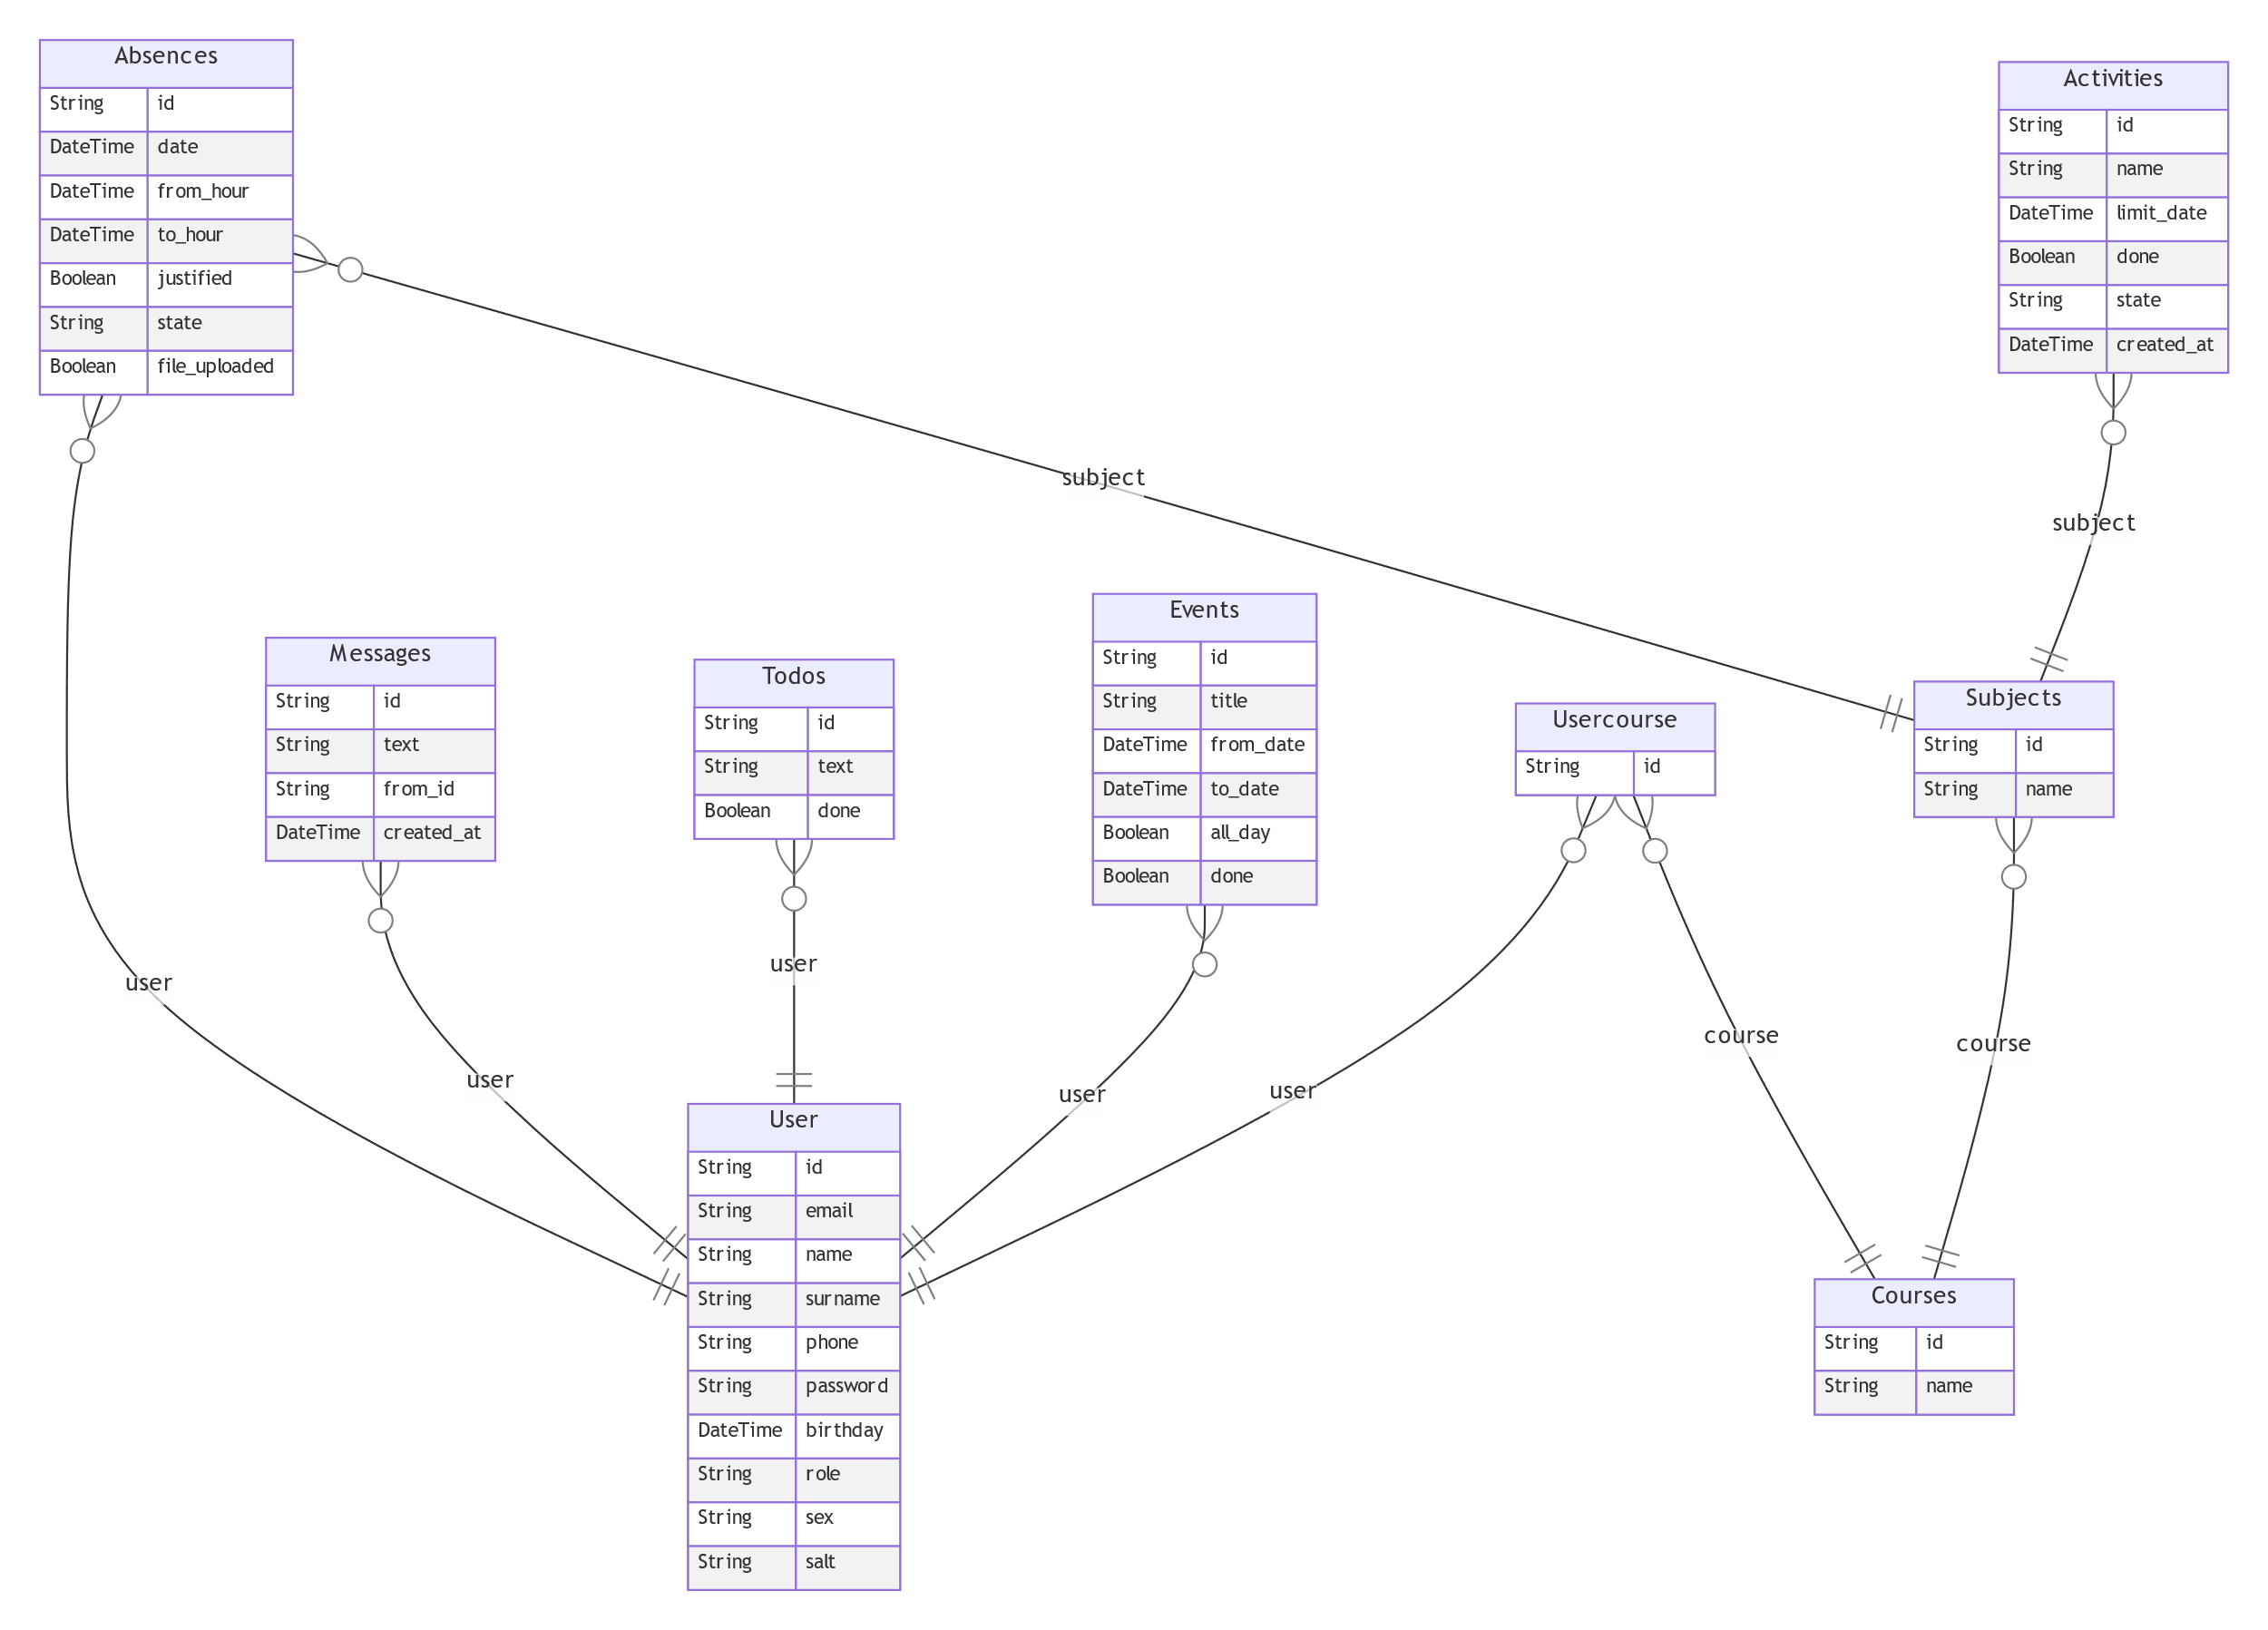 Absences
String id
DateTime date
DateTime from_hour
DateTime to_hour
Boolean justified
String state
Boolean file_uploaded
Activities
String id
String name
DateTime limit_date
Boolean done
String state
DateTime created_at
subject
subject
Messages
String id
String text
String from_id
DateTime created_at
Todos
String id
String text
Boolean done
Events
String id
String title
DateTime from_date
DateTime to_date
Boolean all_day
Boolean done
Usercourse
String id
Subjects
String id
String name
user
user
user
user
user
course
course
User
String id
String email
String name
String surname
String phone
String password
DateTime birthday
String role
String sex
String salt
Courses
String id
String name